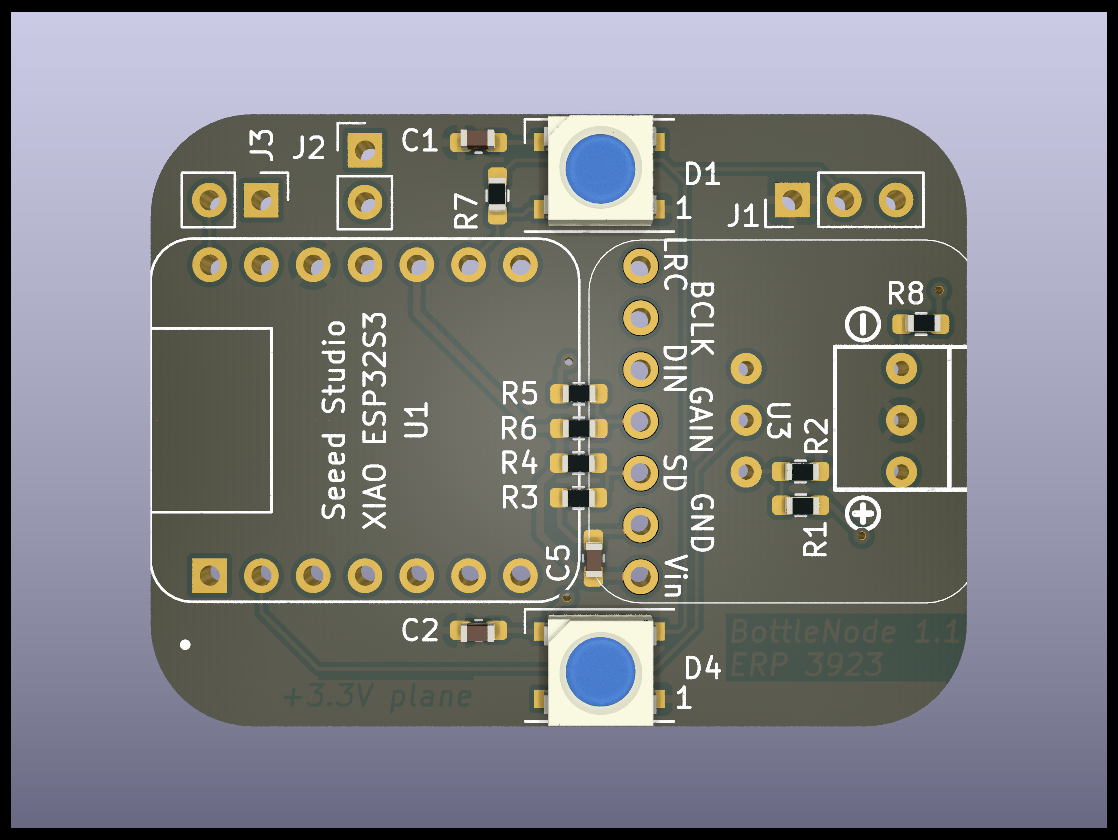 J3
J2
C1
R7
D1
1
J1
LRC
BCLK
DIN
GAIN
SD
GND
Vin
R8
Seeed Studio
XIAO ESP32S3
U1
R5
R6
R4
R3
U3
R2
R1
C5
C2
D4
1
BottleNode 1.1
ERP 3923
+3.3V plane